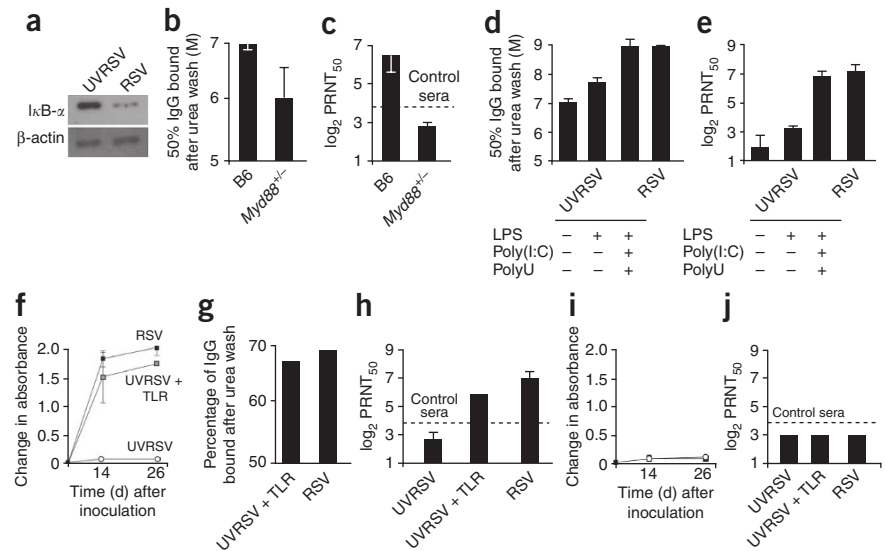 a
UVRSV
RSV
IκB-α
β-actin
b
50% IgG bound
after urea wash (M)
7
6
5
B6
Myd88+/–
c
log2 PRNT50
7
5
3
1
Control
sera
B6
Myd88+/–
d
50% IgG bound
after urea wash (M)
9
8
7
6
5
UVRSV
RSV
LPS – + +
Poly(I:C) – – +
PolyU – – +
e
log2 PRNT50
9
7
5
3
1
UVRSV
RSV
LPS – + +
Poly(I:C) – – +
PolyU – – +
f
Change in absorbance
2.0
1.5
1.0
0.5
0
RSV
UVRSV +
TLR
UVRSV
14 26
Time (d) after
inoculation
g
Percentage of IgG
bound after urea wash
70
60
50
UVRSV + TLR
RSV
h
log2 PRNT50
9
7
5
3
1
Control
sera
UVRSV
UVRSV + TLR
RSV
i
Change in absorbance
2.0
1.5
1.0
0.5
0
14 26
Time (d) after
inoculation
j
log2 PRNT50
9
7
5
3
1
Control sera
UVRSV
UVRSV + TLR
RSV